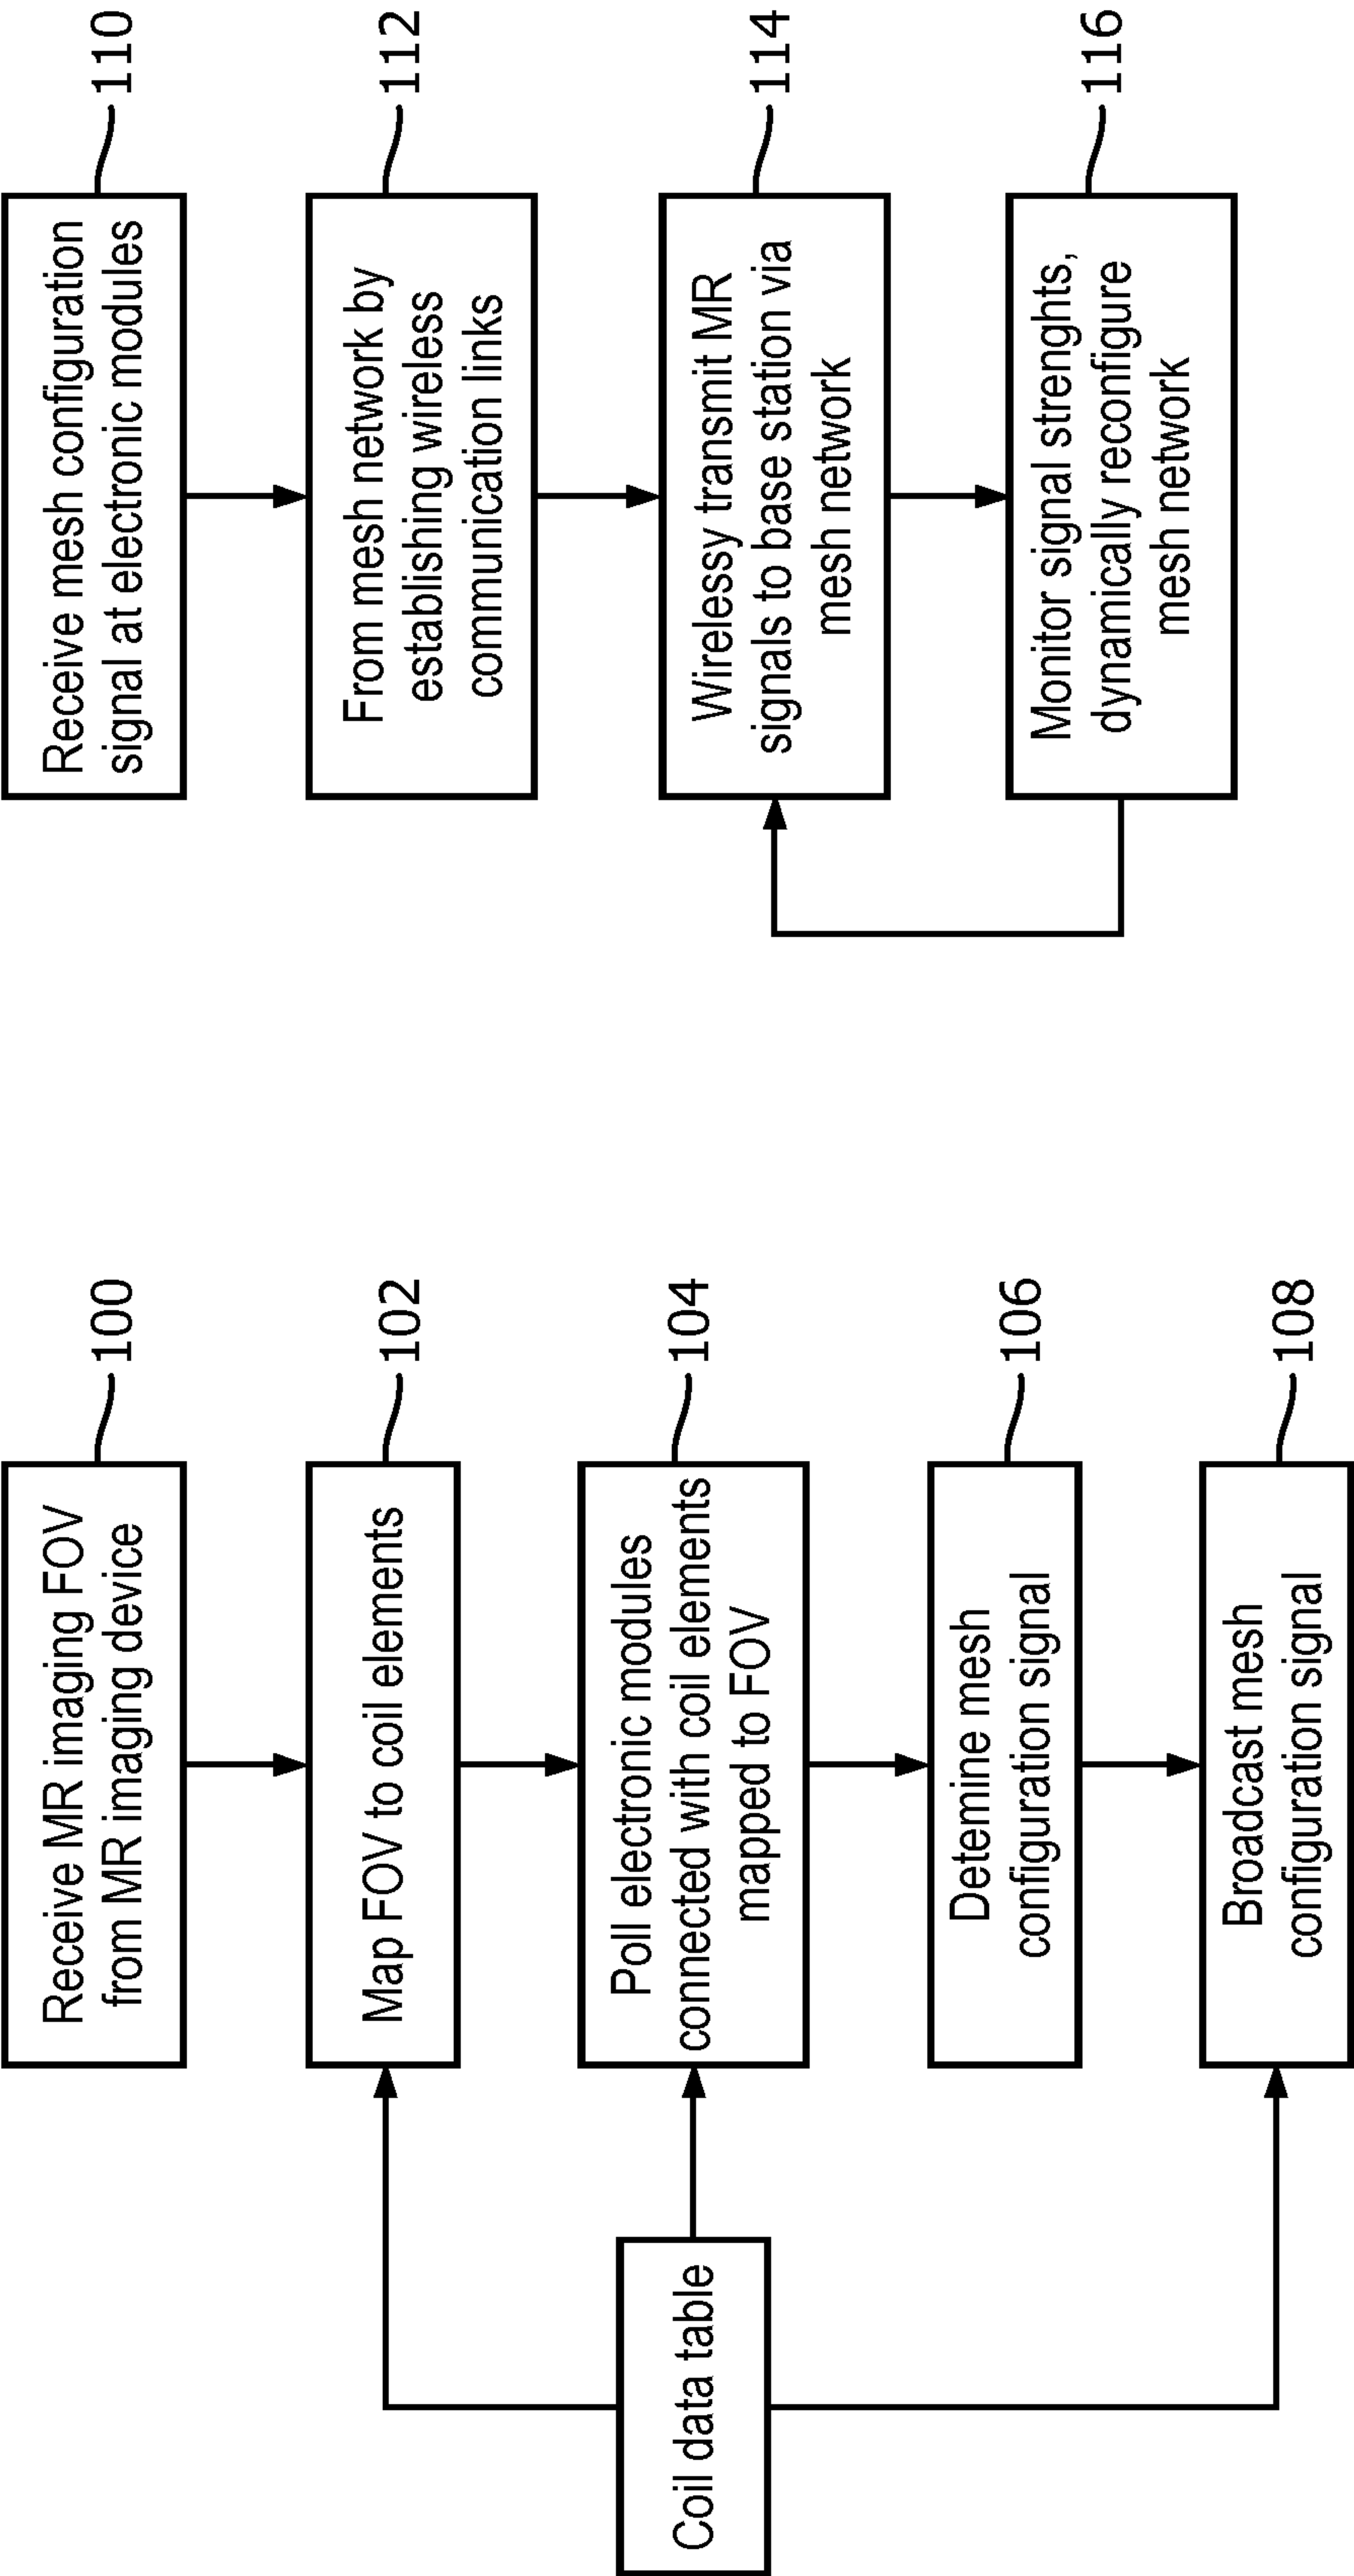 Receive MR imaging FOV
from MR imaging device
100
Map FOV to coil elements
102
Poll electronic modules
connected with coil elements
mapped to FOV
104
Coil data table
Detemine mesh
configuration signal
106
Broadcast mesh
configuration signal
108
Receive mesh configuration
signal at electronic modules
110
From mesh network by
establishing wireless
communication links
112
Wirelessy transmit MR
signals to base station via
mesh network
114
Monitor signal strenghts,
dynamically reconfigure
mesh network
116